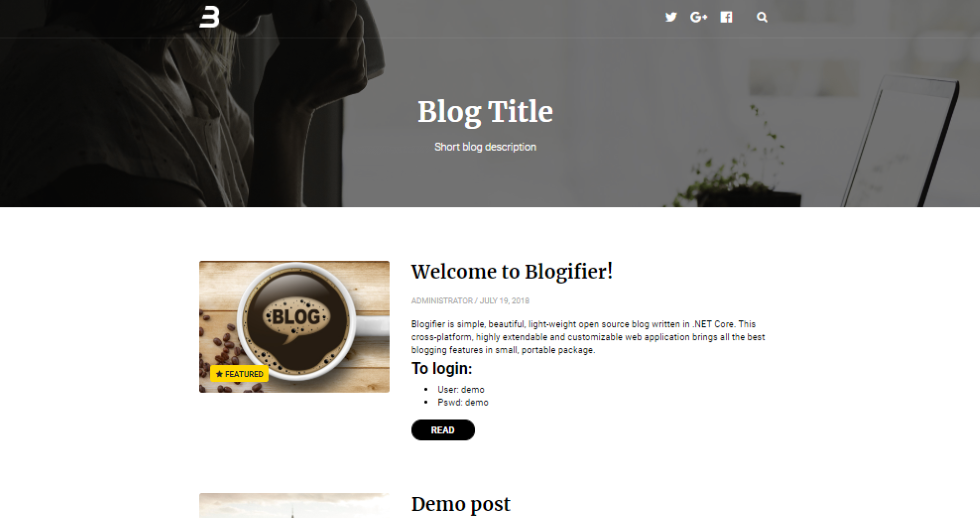 Blog Title
Short blog description
BLOG
★ FEATURED
Welcome to Blogifier!
ADMINISTRATOR / JULY 19, 2018
Blogifier is simple, beautiful, light-weight open source blog written in .NET Core. This
cross-platform, highly extendable and customizable web application brings all the best
blogging features in small, portable package.
To login:
• User: demo
• Pswd: demo
READ
Demo post